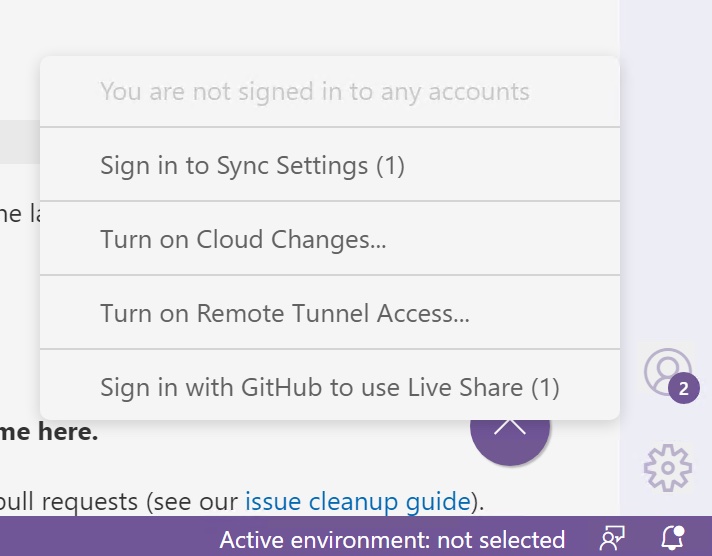 You are not signed in to any accounts
Sign in to Sync Settings (1)
ne la
Turn on Cloud Changes...
Turn on Remote Tunnel Access...
2
Sign in with GitHub to use Live Share (1)
me here.
pull requests (see our issue cleanup guide).
Active environment: not selected